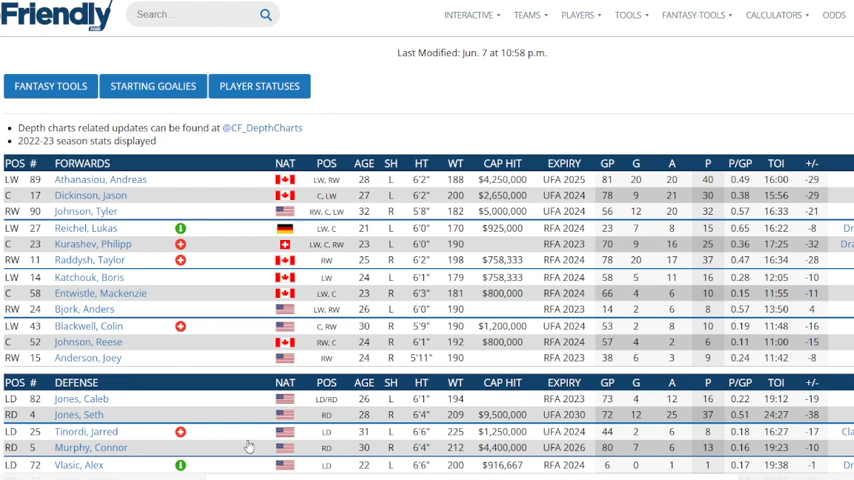 Friendly
Search...
INTERACTIVE TEAMS PLAYERS TOOLS FANTASY-TOOLS CALCULATORS ODDS
Last Modified: Jun. 7 at 10:58 p.m.
FANTASY TOOLS STARTING GOALIES PLAYER STATUSES
Depth charts related updates can be found at @CF_DepthCharts
2022-23 season stats displayed
POS # FORWARDS NAT POS AGE SH HT WT CAP HIT EXPIRY GP G A P P/GP TOI +/-
LW 89 Athanasiou, Andreas LW, RW 28 L 6'2" 188 $4,250,000 UFA 2025 81 20 20 40 0.49 16:00 -29
C 17 Dickinson, Jason C, LW 27 L 6'2" 200 $2,650,000 UFA 2024 78 9 21 30 0.38 15:56 -29
RW 90 Johnson, Tyler RW, C, LW 32 R 5'8" 182 $5,000,000 UFA 2024 56 12 20 32 0.57 16:33 -21
LW 27 Reichel, Lukas LW, C 21 L 6'0" 170 $925,000 RFA 2024 23 7 8 15 0.65 16:22 -8 Dr
C 23 Kurashev, Philipp LW, C, RW 23 L 6'0" 190 RFA 2023 70 9 16 25 0.36 17:25 -32 Dra
RW 11 Raddysh, Taylor RW 25 R 6'2" 198 $758,333 RFA 2024 78 20 17 37 0.47 16:34 -28
LW 14 Katchouk, Boris LW 24 L 6'1" 179 $758,333 RFA 2024 58 5 11 16 0.28 12:05 -10
C 58 Entwistle, Mackenzie LW, C 23 R 6'3" 181 $800,000 RFA 2024 66 4 6 10 0.15 11:55 -11
RW 24 Bjork, Anders LW, RW 26 L 6'0" 190 RFA 2023 14 2 6 8 0.57 13:50 4
LW 43 Blackwell, Colin C, RW 30 R 5'9" 190 $1,200,000 UFA 2024 53 2 8 10 0.19 11:48 -16
C 52 Johnson, Reese RW, C 24 R 6'1" 192 $800,000 RFA 2024 57 4 2 6 0.11 11:00 -15
RW 15 Anderson, Joey RW 24 R 5'11" 190 RFA 2023 38 6 3 9 0.24 11:42 -8
POS # DEFENSE NAT POS AGE SH HT WT CAP HIT EXPIRY GP G A P P/GP TOI +/-
LD 82 Jones, Caleb LD/RD 26 L 6'1" 194 RFA 2023 73 4 12 16 0.22 19:12 -19
RD 4 Jones, Seth RD 28 R 6'4" 209 $9,500,000 UFA 2030 72 12 25 37 0.51 24:27 -38
LD 25 Tinordi, Jarred LD 31 L 6'6" 225 $1,250,000 UFA 2024 44 2 6 8 0.18 16:27 -17 Cla
RD 5 Murphy, Connor RD 30 R 6'4" 212 $4,400,000 UFA 2026 80 7 6 13 0.16 19:23 -10
LD 72 Vlasic, Alex LD 22 L 6'6" 200 $916,667 RFA 2024 6 0 1 1 0.17 19:38 -1 Dr